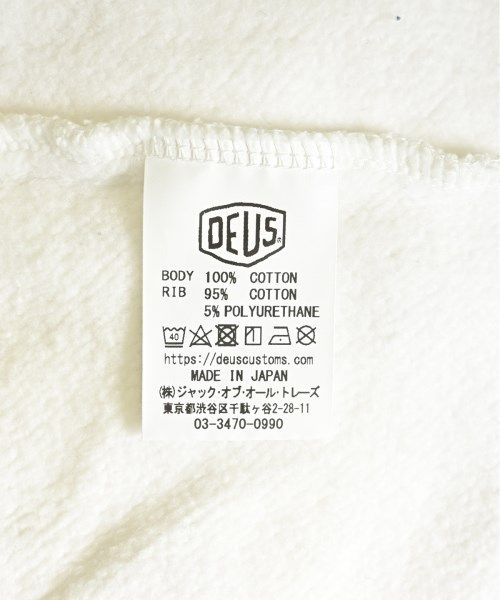 DEUS
BODY 100% COTTON
RIB 95% COTTON
5% POLYURETHANE
40
https://deuscustoms.com
MADE IN JAPAN
(株)ジャック・オブ・オール・トレーズ
東京都渋谷区千駄ヶ谷2-28-11
03-3470-0990